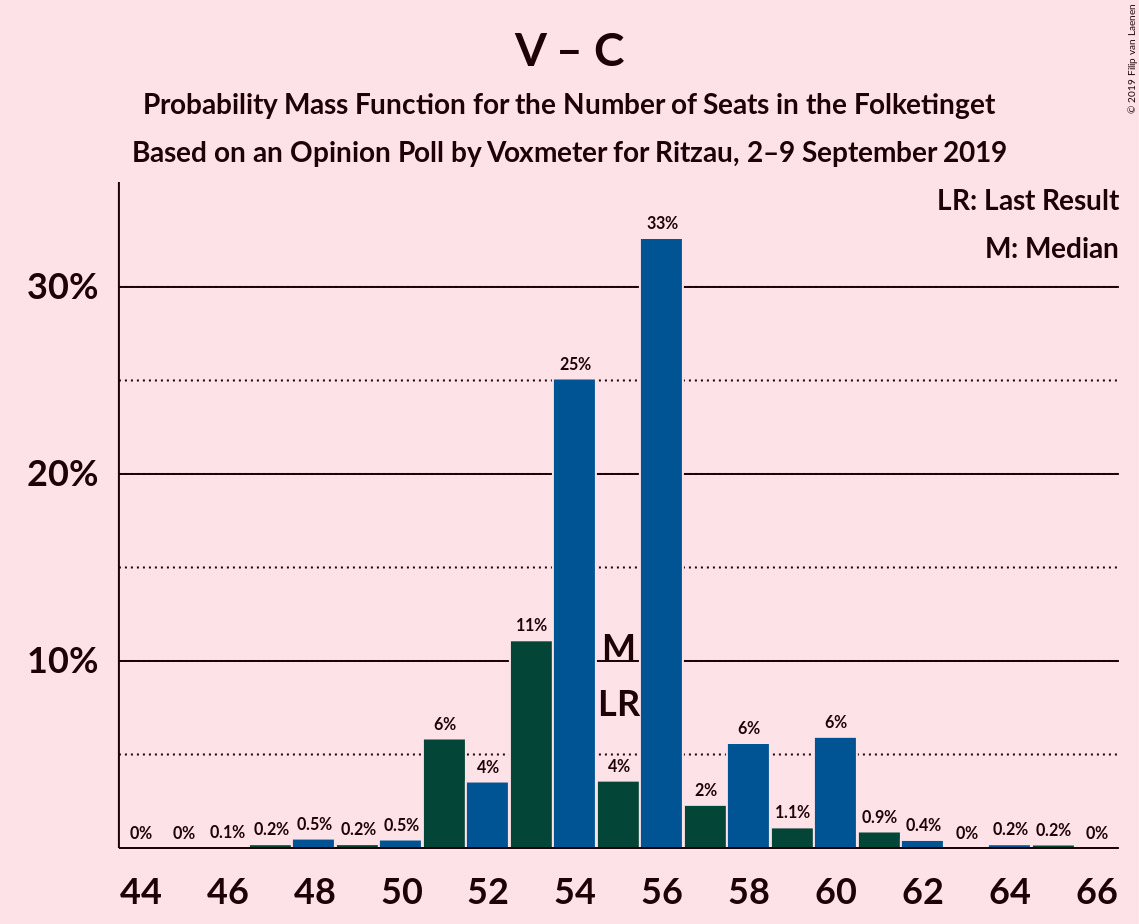 V – C
Probability Mass Function for the Number of Seats in the Folketinget
Based on an Opinion Poll by Voxmeter for Ritzau, 2–9 September 2019
© 2019 Filip van Laenen
LR: Last Result
M: Median
30%
20%
10%
0%
0%
0.1%
0.2%
0.5%
0.2%
0.5%
6%
4%
11%
25%
4%
33%
2%
6%
1.1%
6%
0.9%
0.4%
0%
0.2%
0.2%
0%
M
LR
44 46 48 50 52 54 56 58 60 62 64 66